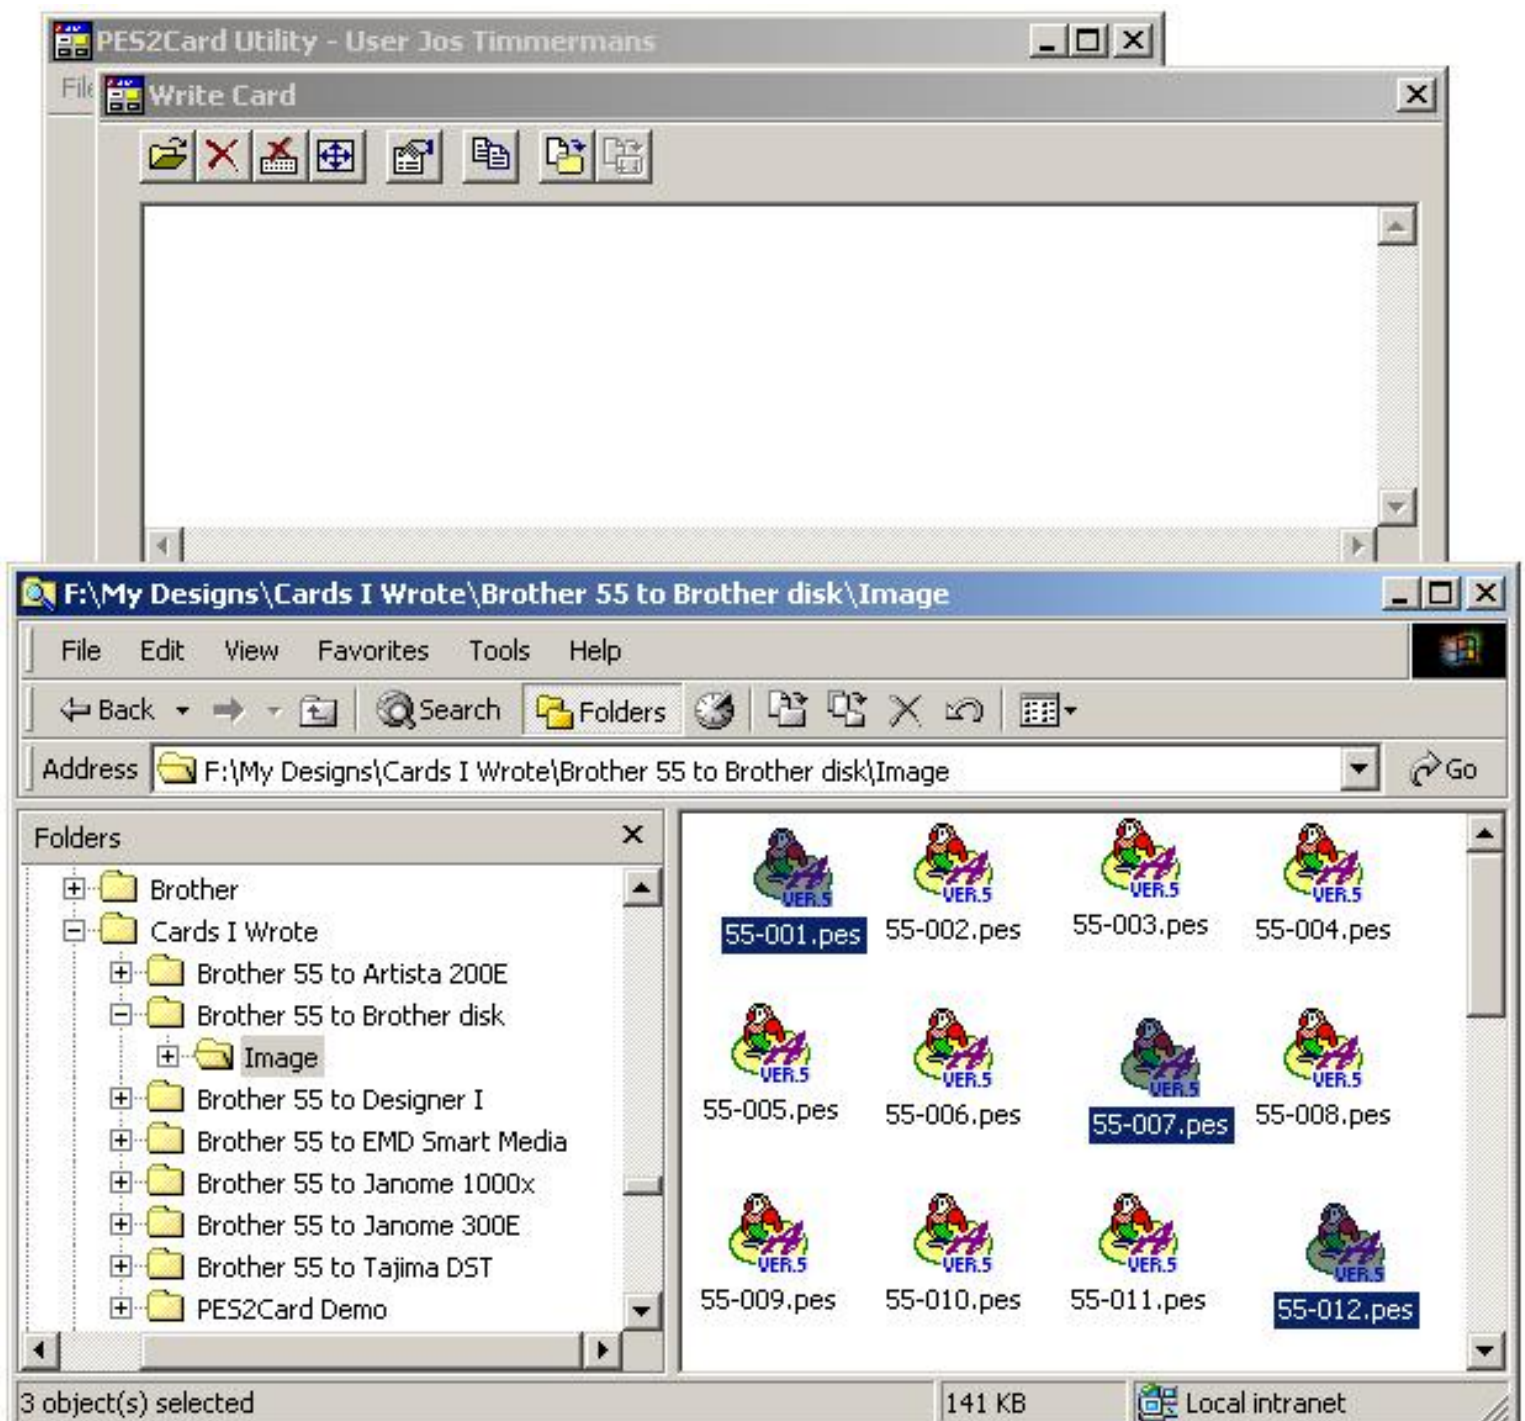 PES2Card Utility - User Jos Timmermans
File
Write Card
F:\My Designs\Cards I Wrote\Brother 55 to Brother disk\Image
File Edit View Favorites Tools Help
Back Search Folders
Address F:\My Designs\Cards I Wrote\Brother 55 to Brother disk\Image Go
Folders
Brother
Cards I Wrote
Brother 55 to Artista 200E
Brother 55 to Brother disk
Image
Brother 55 to Designer I
Brother 55 to EMD Smart Media
Brother 55 to Janome 1000x
Brother 55 to Janome 300E
Brother 55 to Tajima DST
PES2Card Demo
VER.5 VER.5 VER.5 VER.5
55-001.pes 55-002.pes 55-003.pes 55-004.pes
VER.5 VER.5 VER.5 VER.5
55-005.pes 55-006.pes 55-007.pes 55-008.pes
VER.5 VER.5 VER.5 VER.5
55-009.pes 55-010.pes 55-011.pes 55-012.pes
3 object(s) selected 141 KB Local intranet